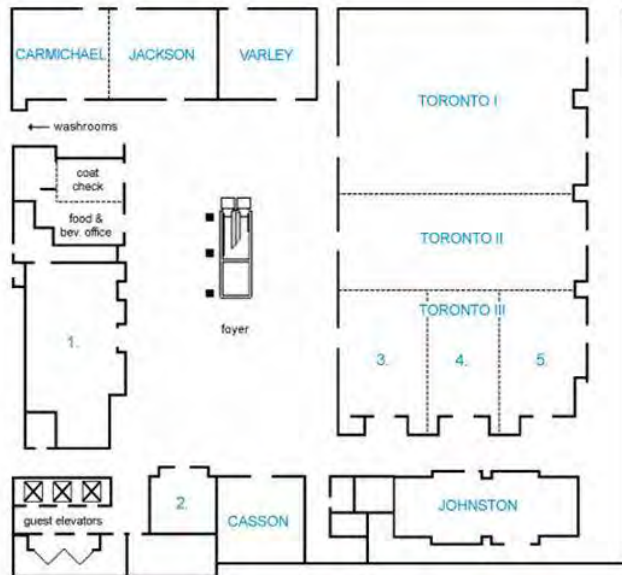 CARMICHAEL
JACKSON
VARLEY
TORONTO I
← washrooms
coat
check
food &
bev. office
TORONTO II
TORONTO III
foyer
1.
3.
4.
5.
2.
guest elevators
CASSON
JOHNSTON